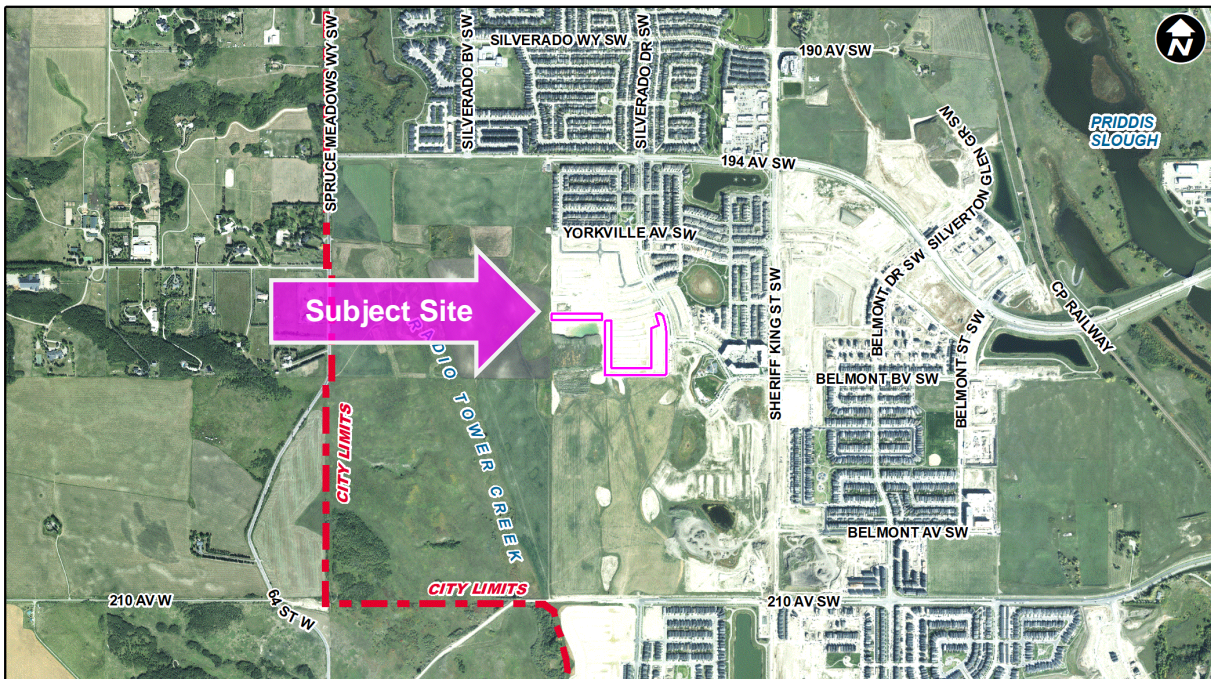 N
SILVERADO WY SW
190 AV SW
SPRUCE MEADOWS WY SW
SILVERADO BV SW
SILVERADO DR SW
194 AV SW
PRIDDIS
SLOUGH
SILVERTON GLEN GR SW
YORKVILLE AV SW
BELMONT DR SW
Subject Site
RADIO TOWER CREEK
SHERIFF KING ST SW
CP RAILWAY
BELMONT ST SW
BELMONT BV SW
CITY LIMITS
BELMONT AV SW
CITY LIMITS
210 AV W
64 ST W
210 AV SW